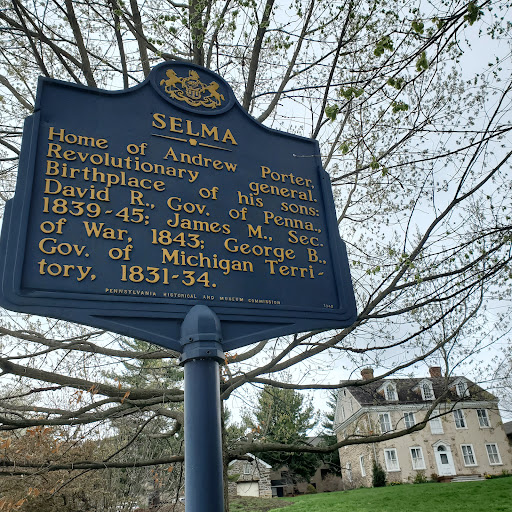 SELMA
Home of Andrew Porter,
Revolutionary general.
Birthplace of his sons:
David R., Gov. of Penna.,
1839-45; James M., Sec.
of War, 1843; George B.,
Gov. of Michigan Terri-
tory, 1831-34.
PENNSYLVANIA HISTORICAL AND MUSEUM COMMISSION